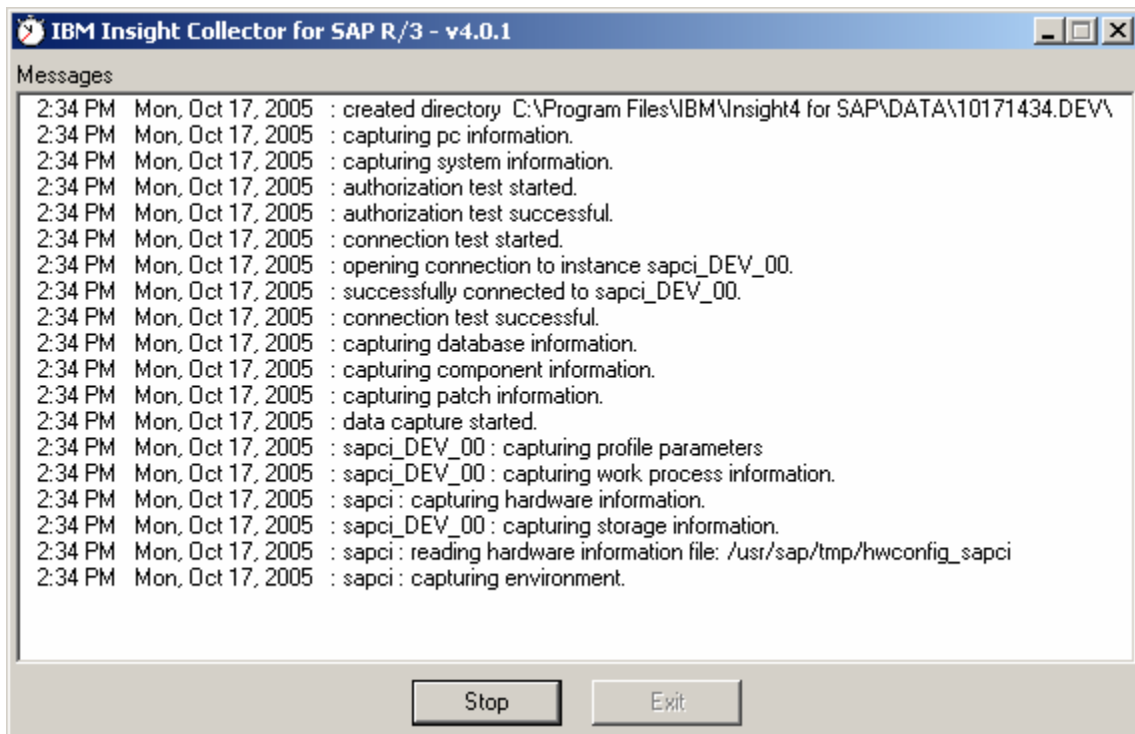 IBM Insight Collector for SAP R/3 - v4.0.1
Messages
2:34 PM Mon, Oct 17, 2005 : created directory C:\Program Files\IBM\Insight4 for SAP\DATA\10171434.DEV\
2:34 PM Mon, Oct 17, 2005 : capturing pc information.
2:34 PM Mon, Oct 17, 2005 : capturing system information.
2:34 PM Mon, Oct 17, 2005 : authorization test started.
2:34 PM Mon, Oct 17, 2005 : authorization test successful.
2:34 PM Mon, Oct 17, 2005 : connection test started.
2:34 PM Mon, Oct 17, 2005 : opening connection to instance sapci_DEV_00.
2:34 PM Mon, Oct 17, 2005 : successfully connected to sapci_DEV_00.
2:34 PM Mon, Oct 17, 2005 : connection test successful.
2:34 PM Mon, Oct 17, 2005 : capturing database information.
2:34 PM Mon, Oct 17, 2005 : capturing component information.
2:34 PM Mon, Oct 17, 2005 : capturing patch information.
2:34 PM Mon, Oct 17, 2005 : data capture started.
2:34 PM Mon, Oct 17, 2005 : sapci_DEV_00 : capturing profile parameters
2:34 PM Mon, Oct 17, 2005 : sapci_DEV_00 : capturing work process information.
2:34 PM Mon, Oct 17, 2005 : sapci : capturing hardware information.
2:34 PM Mon, Oct 17, 2005 : sapci_DEV_00 : capturing storage information.
2:34 PM Mon, Oct 17, 2005 : sapci : reading hardware information file: /usr/sap/tmp/hwconfig_sapci
2:34 PM Mon, Oct 17, 2005 : sapci : capturing environment.
Stop Exit